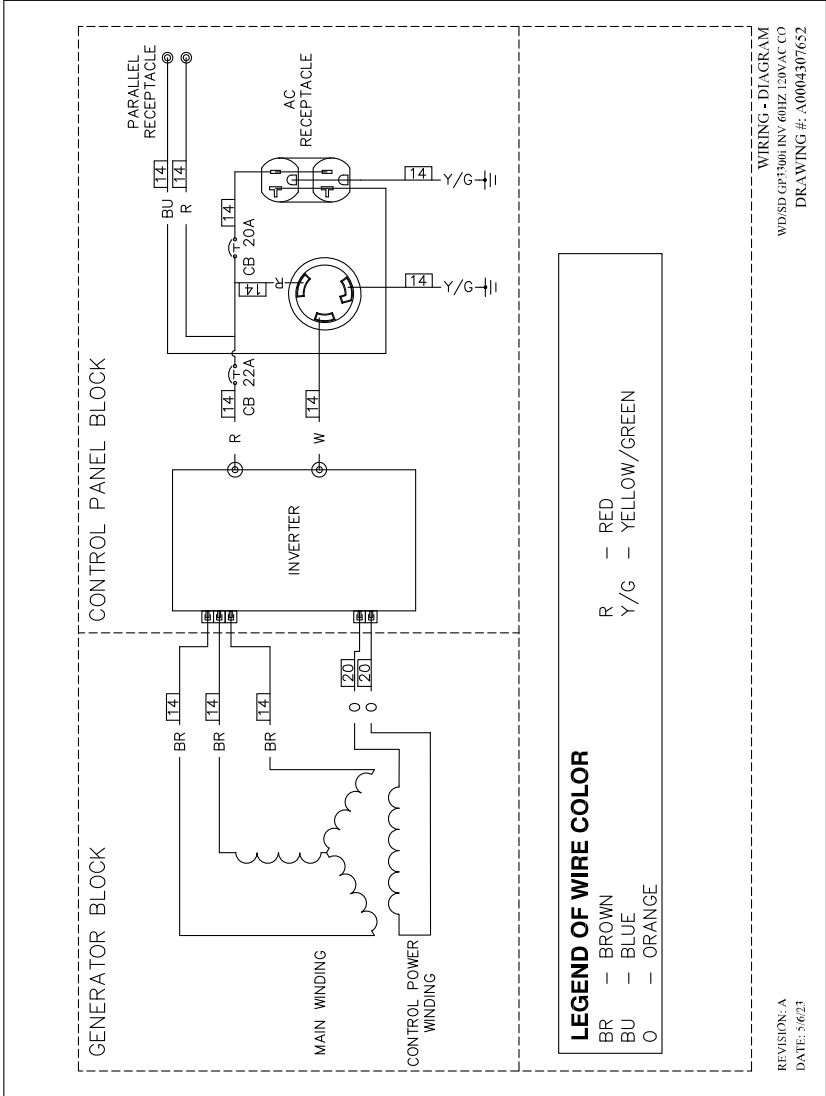 GENERATOR BLOCK
CONTROL PANEL BLOCK
PARALLEL
RECEPTACLE
BU
14
R
14
AC
RECEPTACLE
BR
14
BR
14
BR
14
MAIN WINDING
CONTROL POWER
WINDING
O
20
O
20
INVERTER
R
14
CB 22A
W
14
14
R
CB 20A
14
14
Y/G
14
Y/G
LEGEND OF WIRE COLOR
BR – BROWN
BU – BLUE
O – ORANGE
R – RED
Y/G – YELLOW/GREEN
REVISION: A
DATE: 5/6/23
WIRING - DIAGRAM
WD/SD GP3300i INV 60HZ 120VAC CO
DRAWING #: A0004307652